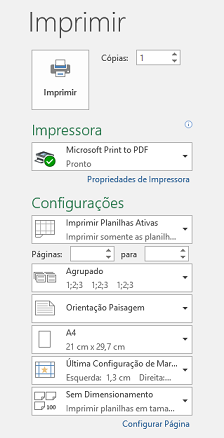 Imprimir
Cópias: 1
Imprimir
Impressora
Microsoft Print to PDF
Pronto
Propriedades de Impressora
Configurações
Imprimir Planilhas Ativas
Imprimir somente as planilh...
Páginas: para
Agrupado
1;2;3 1;2;3 1;2;3
Orientação Paisagem
A4
21 cm x 29,7 cm
Última Configuração de Mar...
Esquerda: 1,3 cm Direita:...
Sem Dimensionamento
100 Imprimir planilhas em tama...
Configurar Página